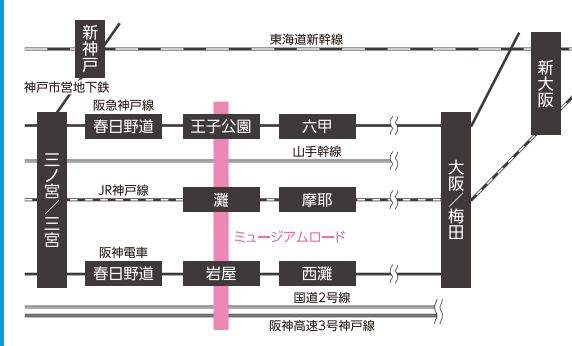 新神戸
東海道新幹線
新大阪
神戸市営地下鉄
阪急神戸線
春日野道
王子公園
六甲
山手幹線
三ノ宮／三宮
大阪／梅田
JR神戸線
灘
摩耶
ミュージアムロード
阪神電車
春日野道
岩屋
西灘
国道2号線
阪神高速3号神戸線